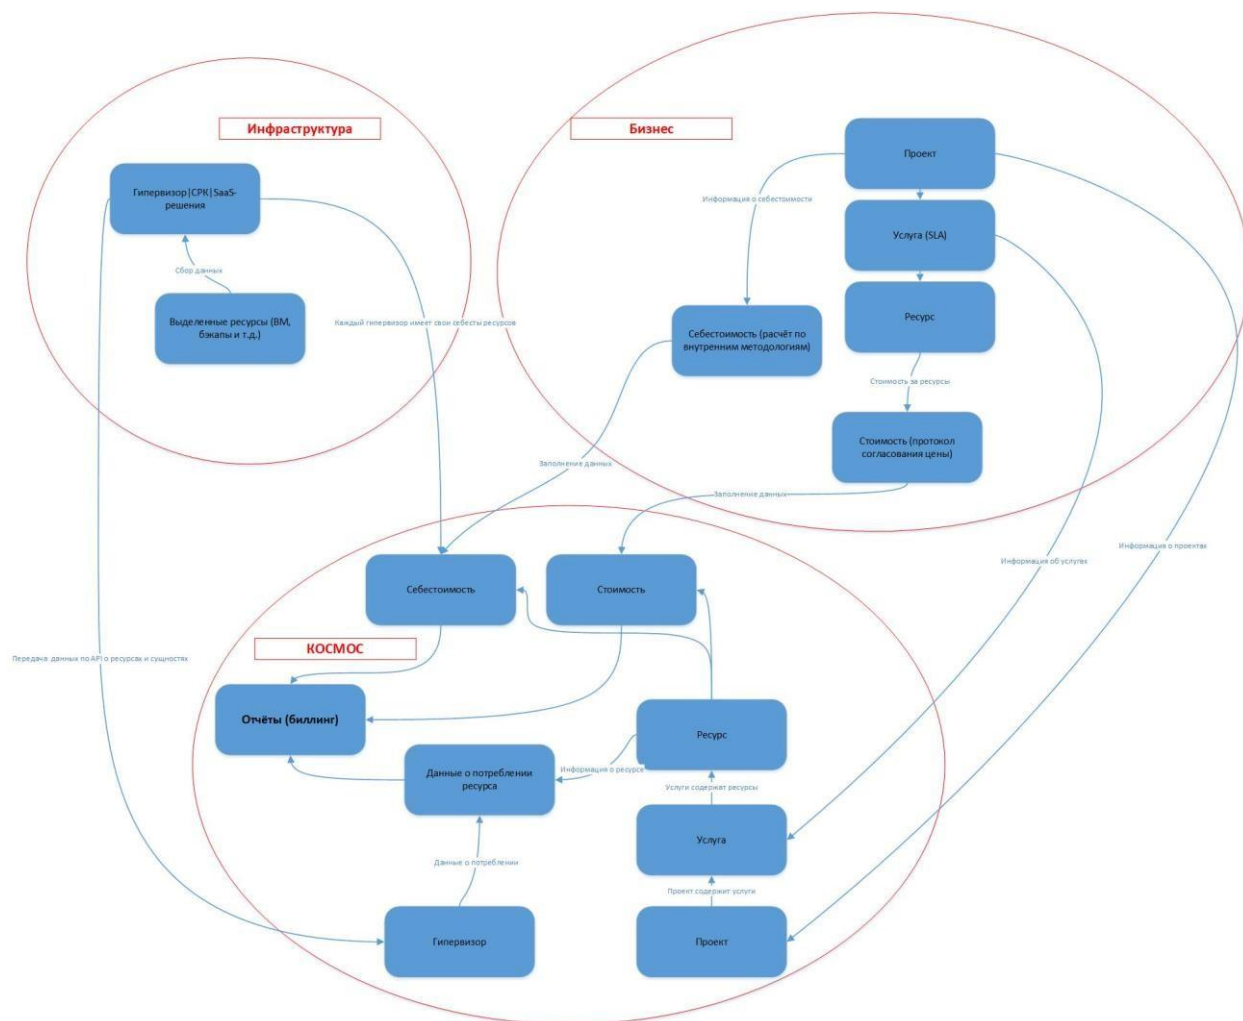 Инфраструктура
Бизнес
Проект
Гипервизор|СРК|SaaS-
решения
Информация о себестоимости
Услуга (SLA)
Сбор данных
Выделенные ресурсы (ВМ,
бэкапы и т.д.)
Каждый гипервизор имеет свои себесты ресурсов
Себестоимость (расчёт по
внутренним методологиям)
Ресурс
Стоимость за ресурсы
Стоимость (протокол
согласования цены)
Заполнение данных
Заполнение данных
Информация о проектах
Информация об услугах
Себестоимость
Стоимость
КОСМОС
Передача данных по API о ресурсах и сущностях
Отчёты (биллинг)
Ресурс
Данные о потреблении
ресурса
Информация о ресурсе
Услуги содержат ресурсы
Услуга
Данные о потреблении
Проект содержит услуги
Гипервизор
Проект